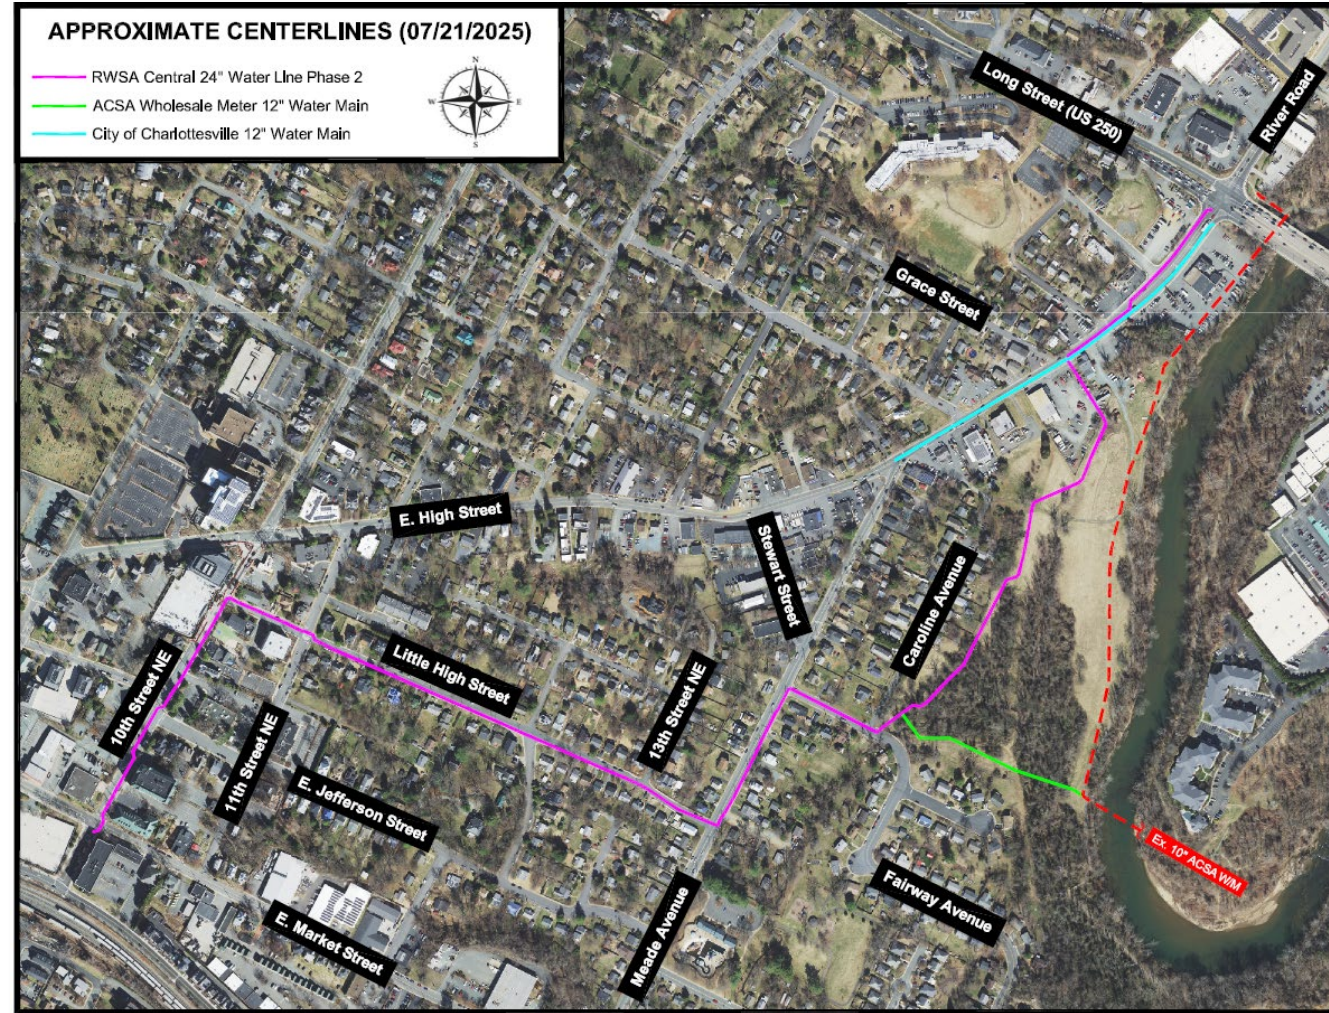 APPROXIMATE CENTERLINES (07/21/2025)
RWSA Central 24" Water Line Phase 2
ACSA Wholesale Meter 12" Water Main
City of Charlottesville 12" Water Main
N
W
E
S
Long Street (US 250)
River Road
Grace Street
E. High Street
Stewart Street
Caroline Avenue
Little High Street
13th Street NE
10th Street NE
11th Street NE
E. Jefferson Street
Ex. 10" ACSA WM
Fairway Avenue
E. Market Street
Meade Avenue